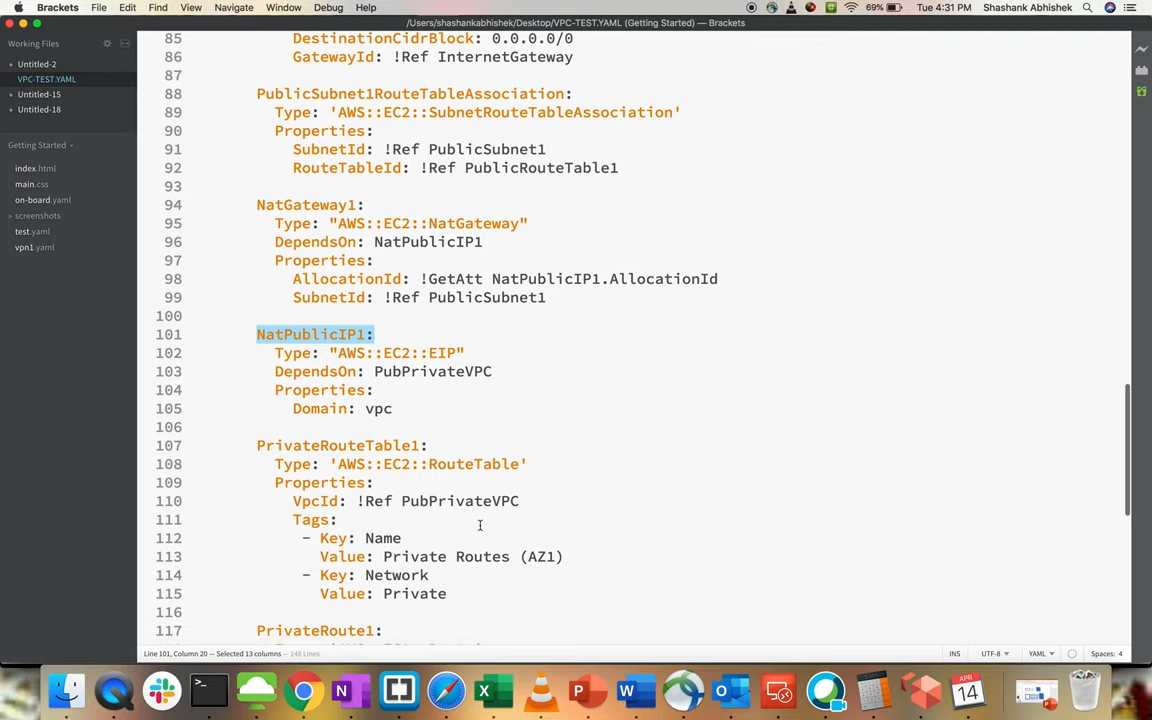 Brackets File Edit Find View Navigate Window Debug Help 69% Tue 4:31 PM Shashank Abhishek
/Users/shashankabhishek/Desktop/VPC-TEST.YAML (Getting Started) — Brackets
Working Files
Untitled-2
VPC-TEST.YAML
Untitled-15
Untitled-18
Getting Started
index.html
main.css
on-board.yaml
screenshots
test.yaml
vpn1.yaml
85 DestinationCidrBlock: 0.0.0.0/0
86 GatewayId: !Ref InternetGateway
87
88 PublicSubnet1RouteTableAssociation:
89 Type: 'AWS::EC2::SubnetRouteTableAssociation'
90 Properties:
91 SubnetId: !Ref PublicSubnet1
92 RouteTableId: !Ref PublicRouteTable1
93
94 NatGateway1:
95 Type: "AWS::EC2::NatGateway"
96 DependsOn: NatPublicIP1
97 Properties:
98 AllocationId: !GetAtt NatPublicIP1.AllocationId
99 SubnetId: !Ref PublicSubnet1
100
101 NatPublicIP1:
102 Type: "AWS::EC2::EIP"
103 DependsOn: PubPrivateVPC
104 Properties:
105 Domain: vpc
106
107 PrivateRouteTable1:
108 Type: 'AWS::EC2::RouteTable'
109 Properties:
110 VpcId: !Ref PubPrivateVPC
111 Tags:
112 - Key: Name
113 Value: Private Routes (AZ1)
114 - Key: Network
115 Value: Private
116
117 PrivateRoute1:
Line 101, Column 20 — Selected 13 columns — 148 Lines INS UTF-8 YAML Spaces: 4
APR
14